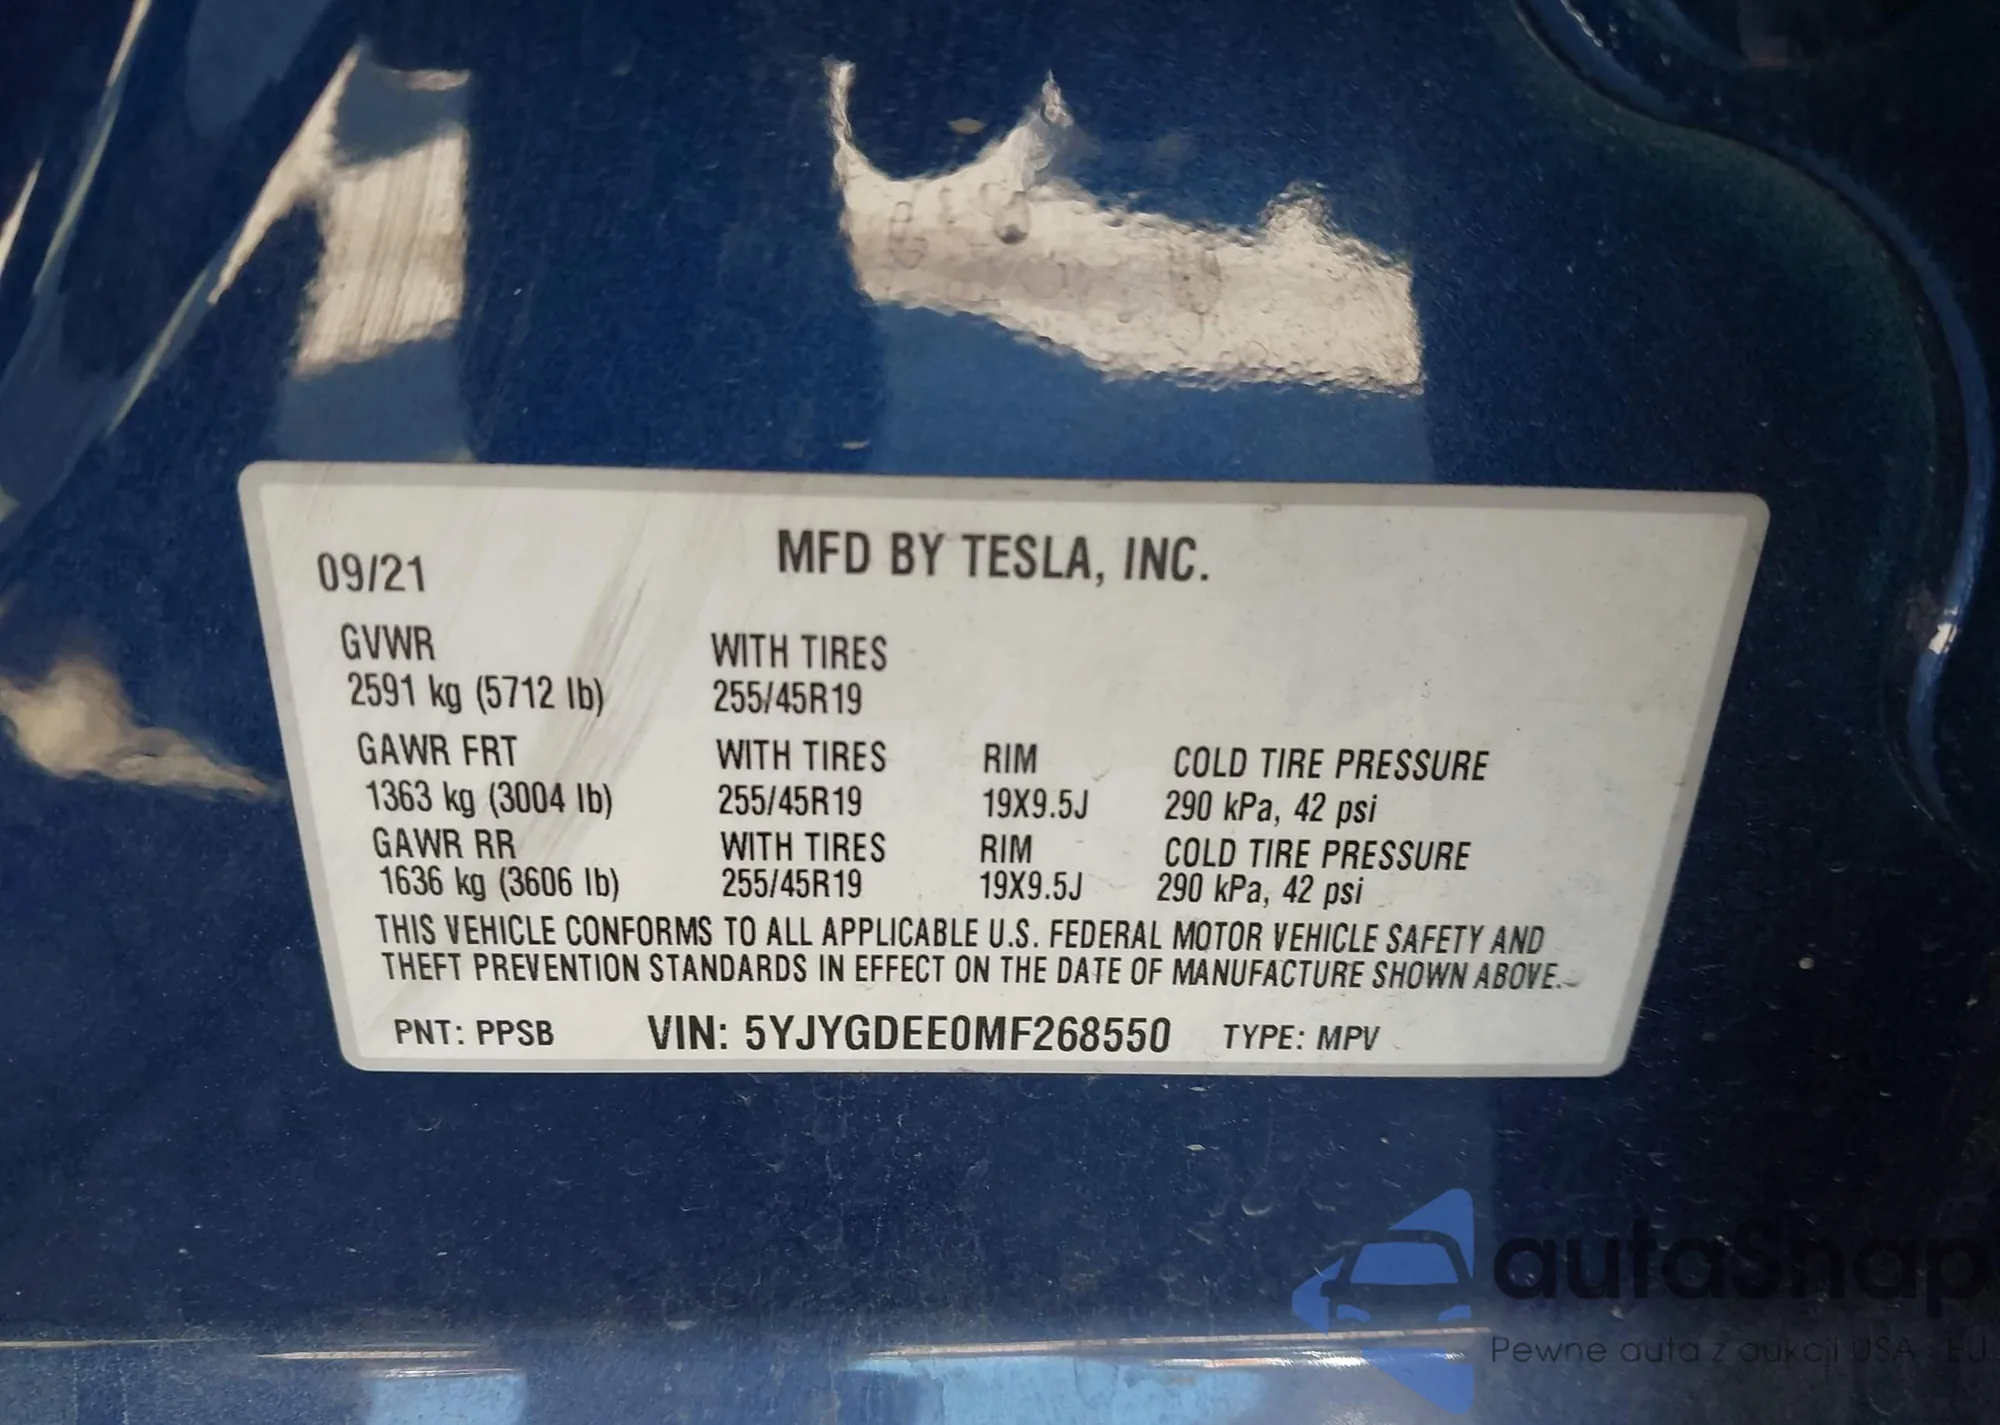 09/21 MFD BY TESLA, INC.
GVWR WITH TIRES
2591 kg (5712 lb) 255/45R19
GAWR FRT WITH TIRES RIM COLD TIRE PRESSURE
1363 kg (3004 lb) 255/45R19 19X9.5J 290 kPa, 42 psi
GAWR RR WITH TIRES RIM COLD TIRE PRESSURE
1636 kg (3606 lb) 255/45R19 19X9.5J 290 kPa, 42 psi
THIS VEHICLE CONFORMS TO ALL APPLICABLE U.S. FEDERAL MOTOR VEHICLE SAFETY AND
THEFT PREVENTION STANDARDS IN EFFECT ON THE DATE OF MANUFACTURE SHOWN ABOVE.
PNT: PPSB VIN: 5YJYGDEE0MF268550 TYPE: MPV
autaSnap
Pewne auta z aukcji USA EU